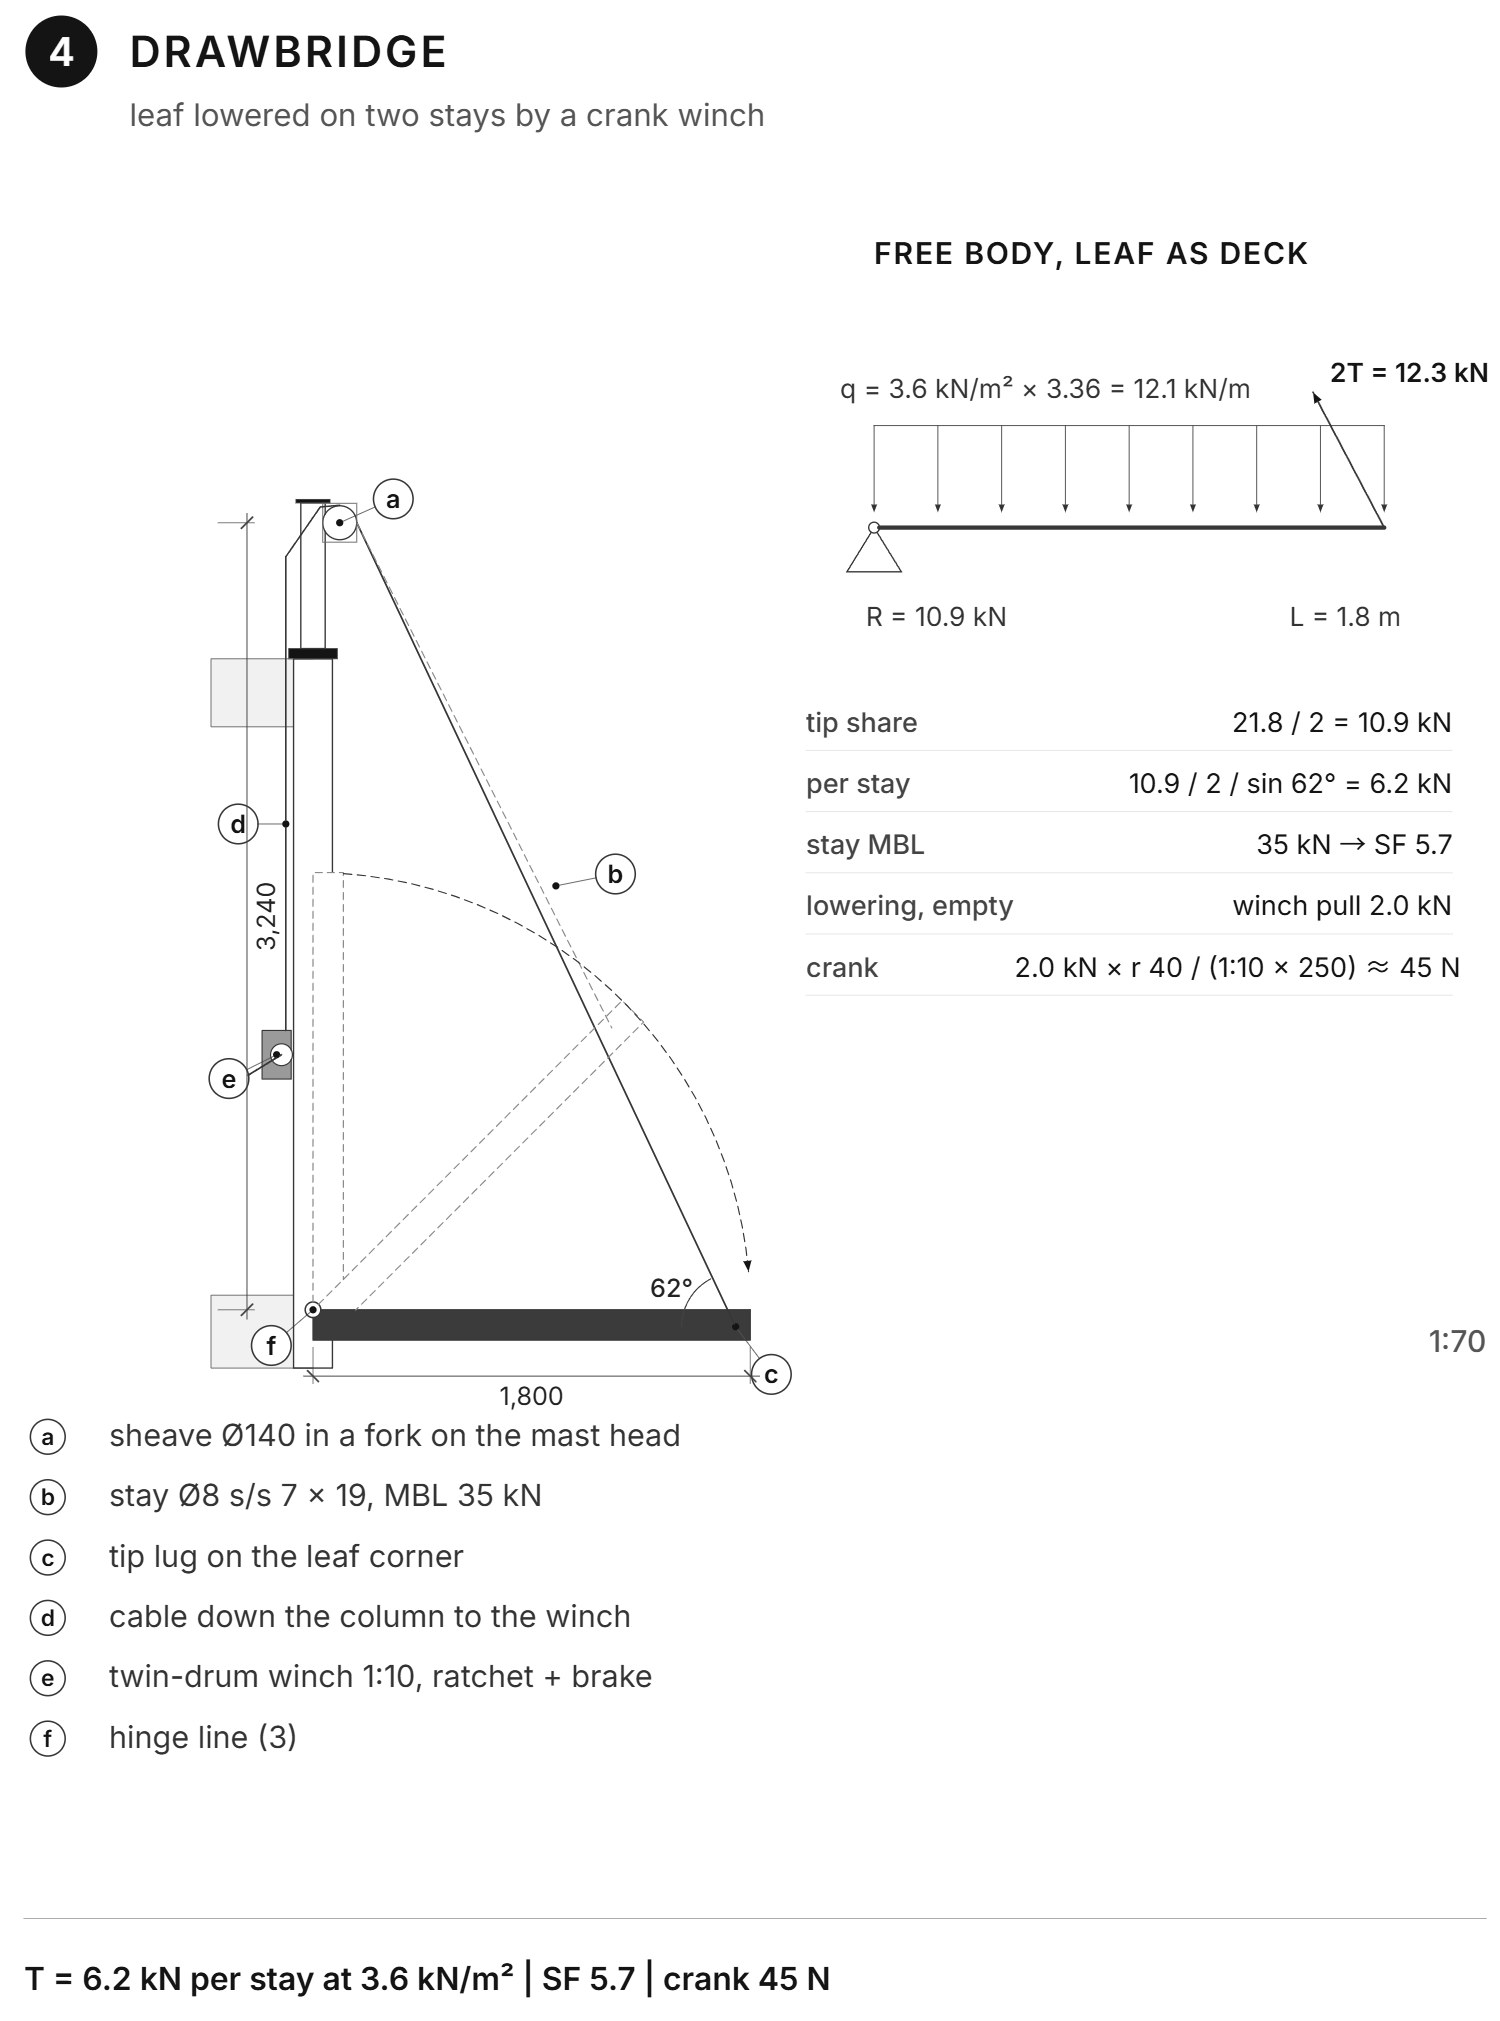 4 DRAWBRIDGE
leaf lowered on two stays by a crank winch
FREE BODY, LEAF AS DECK
2T = 12.3 kN
q = 3.6 kN/m² × 3.36 = 12.1 kN/m
R = 10.9 kN
L = 1.8 m
tip share 21.8 / 2 = 10.9 kN
per stay 10.9 / 2 / sin 62° = 6.2 kN
stay MBL 35 kN → SF 5.7
lowering, empty winch pull 2.0 kN
crank 2.0 kN × r 40 / (1:10 × 250) ≈ 45 N
a
d
b
3,240
e
62°
f
c
1,800
1:70
a sheave Ø140 in a fork on the mast head
b stay Ø8 s/s 7 × 19, MBL 35 kN
c tip lug on the leaf corner
d cable down the column to the winch
e twin-drum winch 1:10, ratchet + brake
f hinge line (3)
T = 6.2 kN per stay at 3.6 kN/m² | SF 5.7 | crank 45 N